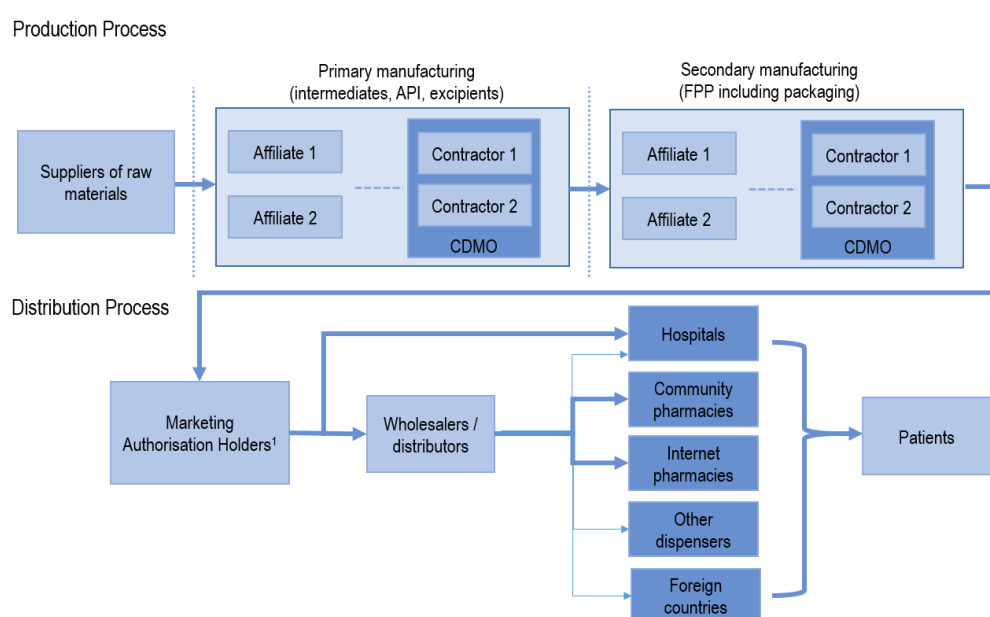 Production Process
Primary manufacturing
(intermediates, API, excipients)
Secondary manufacturing
(FPP including packaging)
Suppliers of raw
materials
Affiliate 1
Affiliate 2
Contractor 1
Contractor 2
CDMO
Affiliate 1
Affiliate 2
Contractor 1
Contractor 2
CDMO
Distribution Process
Marketing
Authorisation Holders¹
Wholesalers /
distributors
Hospitals
Community
pharmacies
Internet
pharmacies
Other
dispensers
Foreign
countries
Patients